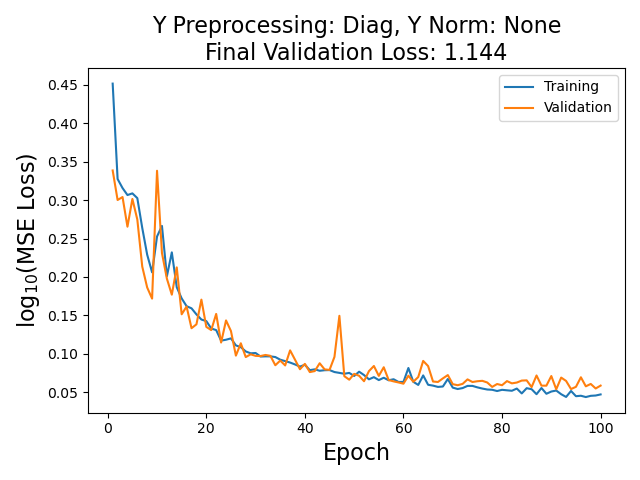 Y Preprocessing: Diag, Y Norm: None
Final Validation Loss: 1.144
Training
Validation
log₁₀(MSE Loss)
0.45
0.40
0.35
0.30
0.25
0.20
0.15
0.10
0.05
0 20 40 60 80 100
Epoch